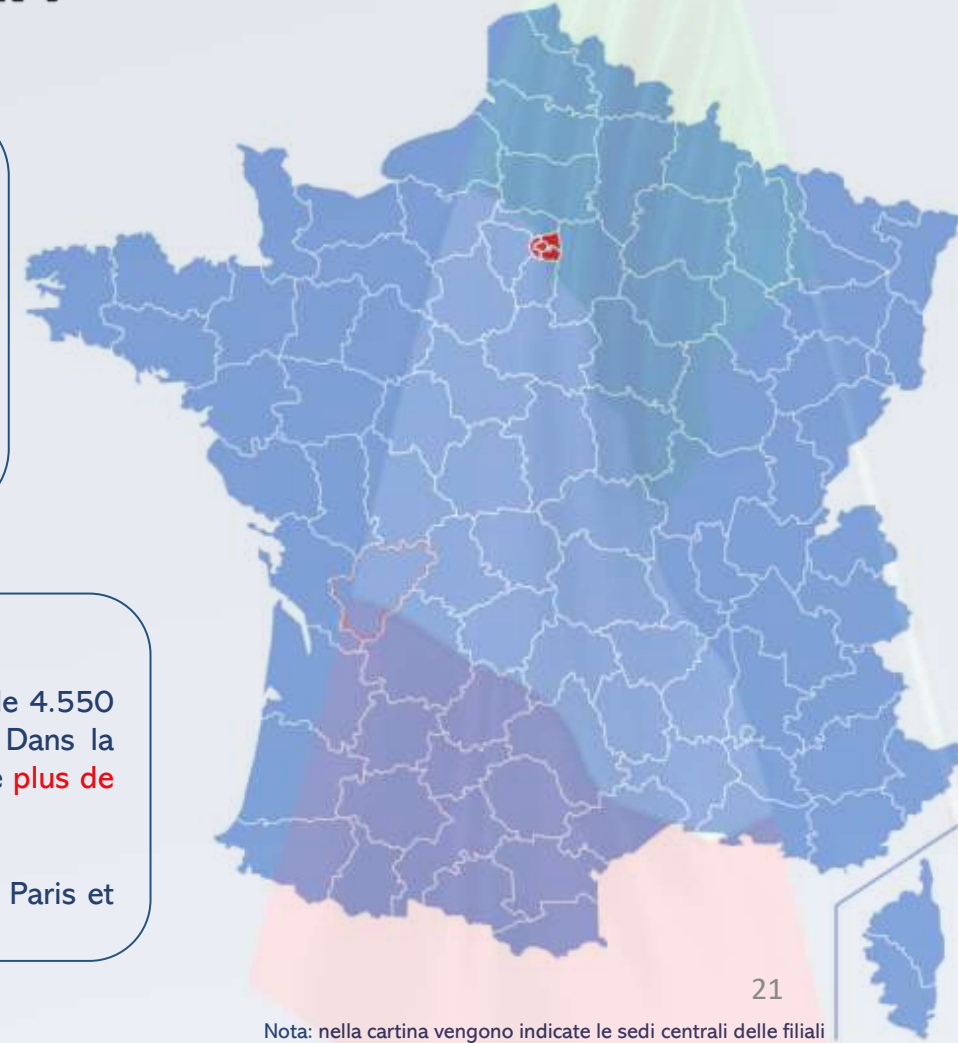 le 4.550
Dans la
plus de
Paris et
21
Nota: nella cartina vengono indicate le sedi centrali delle filiali